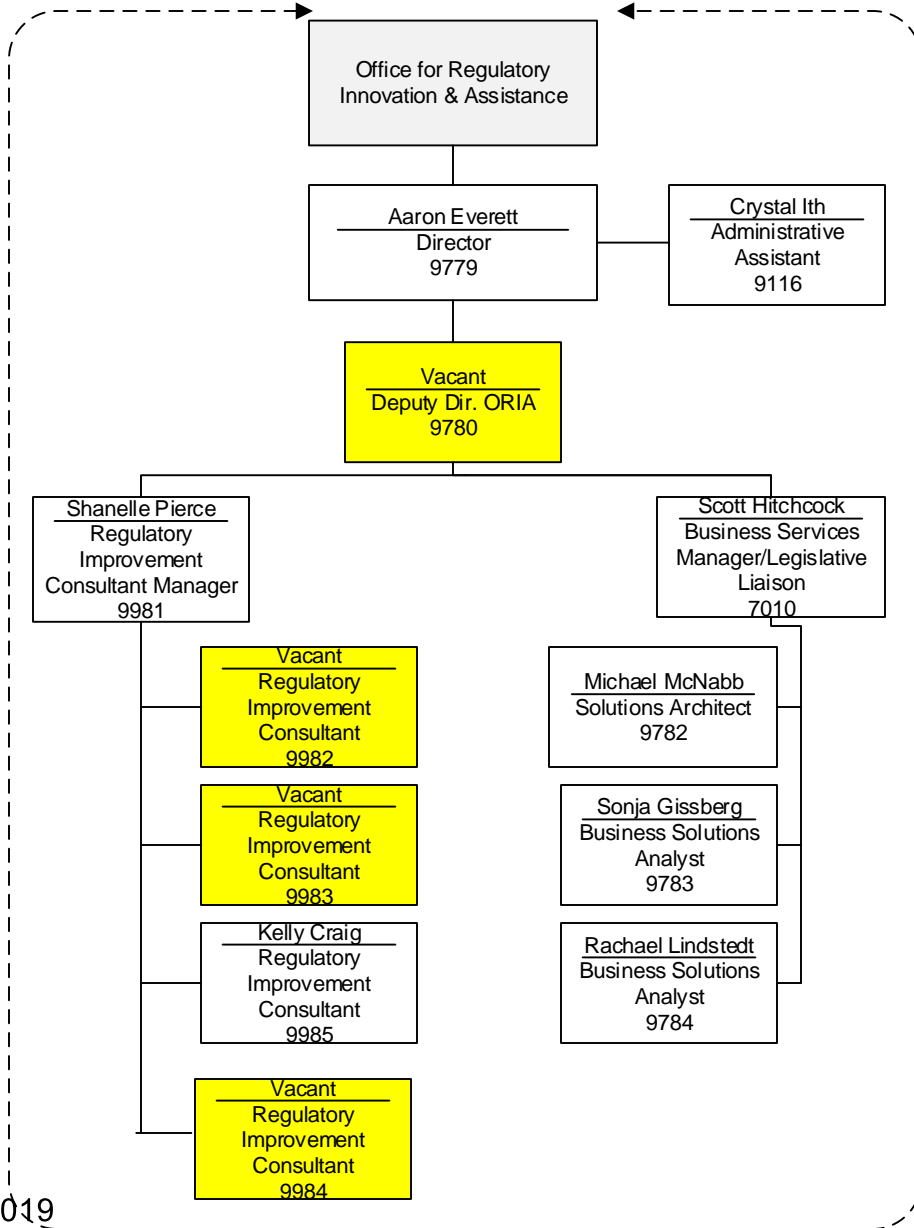 Office for Regulatory
Innovation & Assistance
Aaron Everett
Director
9779
Crystal Ith
Administrative
Assistant
9116
Vacant
Deputy Dir. ORIA
9780
Shanelle Pierce
Regulatory
Improvement
Consultant Manager
9981
Scott Hitchcock
Business Services
Manager/Legislative
Liaison
7010
Vacant
Regulatory
Improvement
Consultant
9982
Vacant
Regulatory
Improvement
Consultant
9983
Kelly Craig
Regulatory
Improvement
Consultant
9985
Vacant
Regulatory
Improvement
Consultant
9984
Michael McNabb
Solutions Architect
9782
Sonja Gissberg
Business Solutions
Analyst
9783
Rachael Lindstedt
Business Solutions
Analyst
9784
019